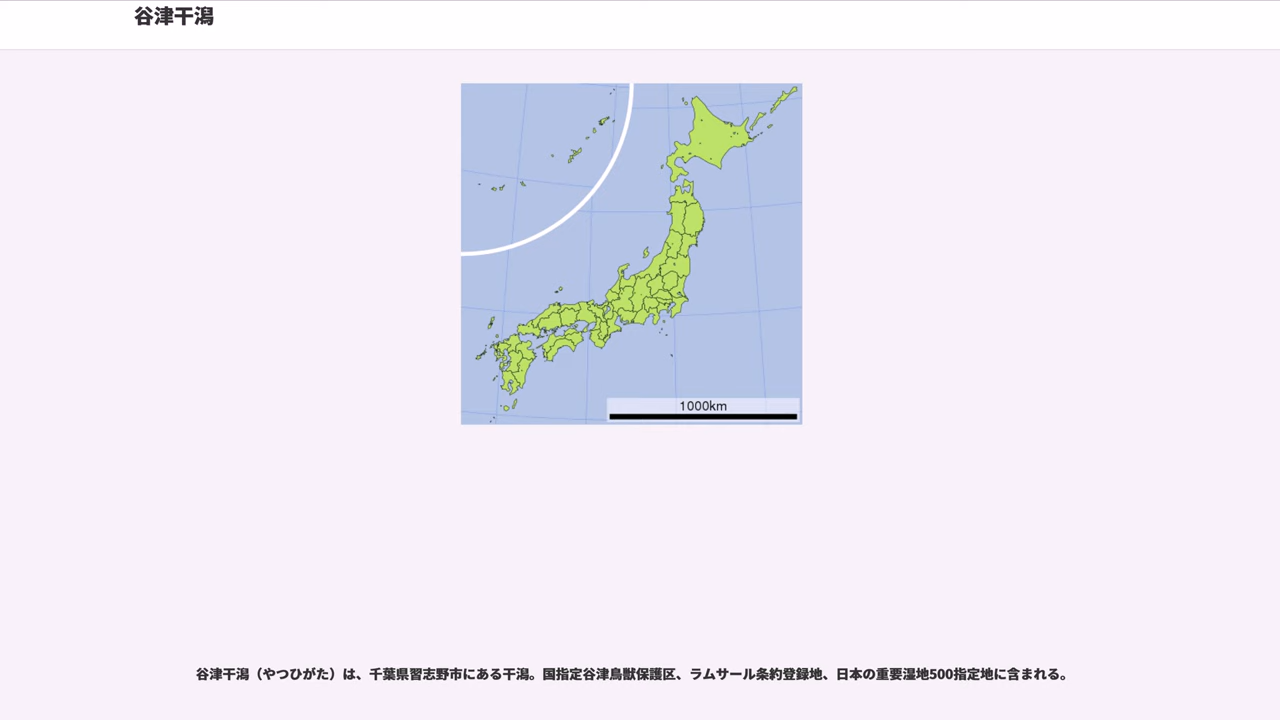 谷津干潟
1000km
谷津干潟（やつひがた）は、千葉県習志野市にある干潟。国指定谷津鳥獣保護区、ラムサール条約登録地、日本の重要湿地500指定地に含まれる。